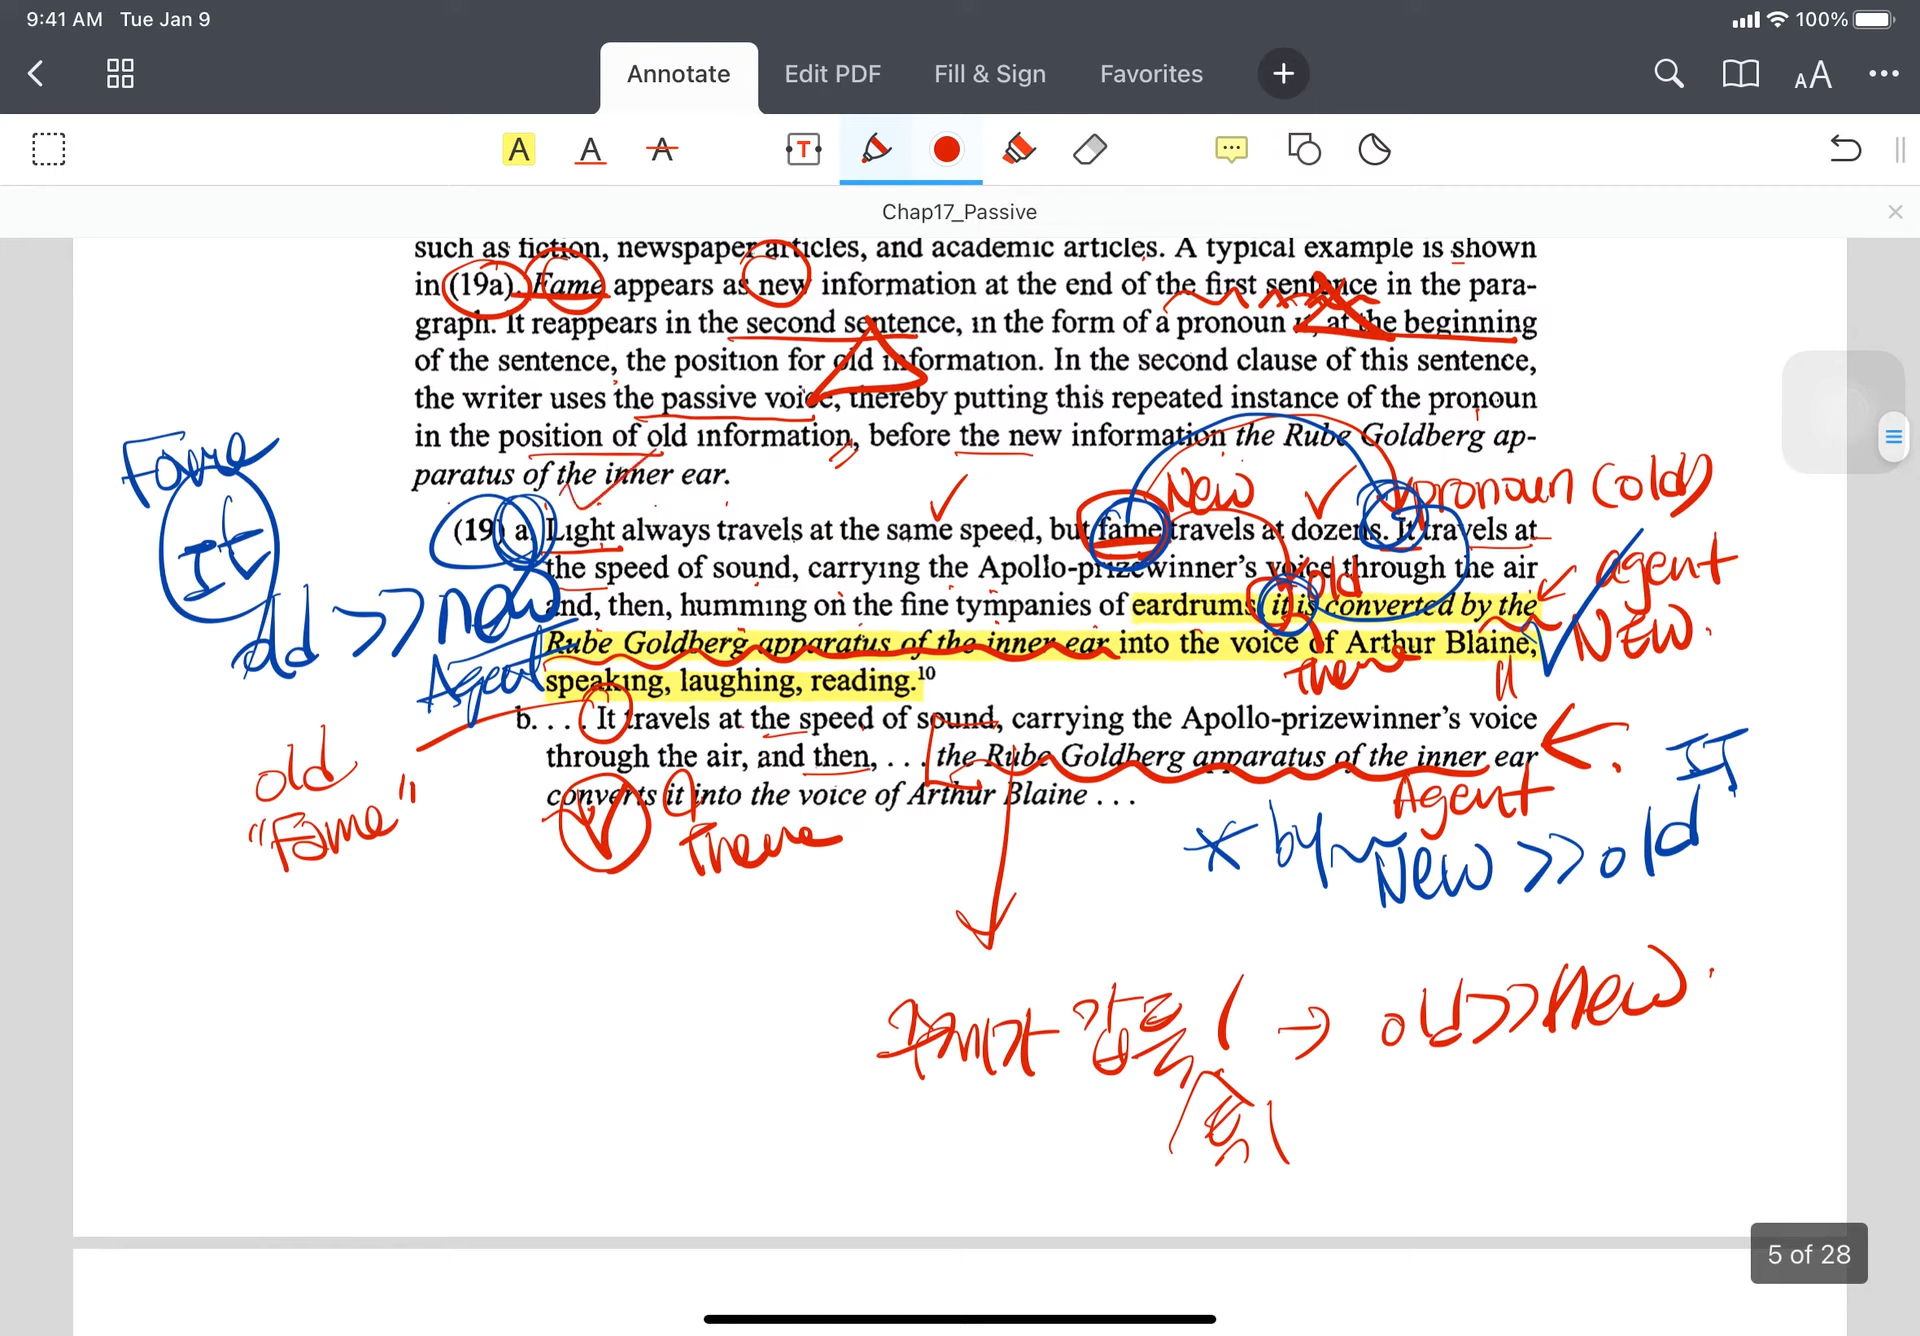 9:41 AM Tue Jan 9
100%
Annotate
Edit PDF
Fill & Sign
Favorites
Chap17_Passive
such as fiction, newspaper articles, and academic articles. A typical example is shown
in (19a). Fame appears as new information at the end of the first sentence in the para-
graph. It reappears in the second sentence, in the form of a pronoun it, at the beginning
of the sentence, the position for old information. In the second clause of this sentence,
the writer uses the passive voice, thereby putting this repeated instance of the pronoun
in the position of old information, before the new information the Rube Goldberg ap-
paratus of the inner ear.
Fame
It
old >> new
Agent
New
pronoun (old)
(19) a. Light always travels at the same speed, but fame travels at dozens. It travels at
the speed of sound, carrying the Apollo-prizewinner's voice through the air
and, then, humming on the fine tympanies of eardrums, it is converted by the
Rube Goldberg apparatus of the inner ear into the voice of Arthur Blaine,
speaking, laughing, reading.10
old
agent
NEW.
theme
b. . . . It travels at the speed of sound, carrying the Apollo-prizewinner's voice
through the air, and then, . . . the Rube Goldberg apparatus of the inner ear
converts it into the voice of Arthur Blaine . . .
old
"Fame"
V
Theme
Agent
IT
* by~
New >> old
→ old >> New.
5 of 28